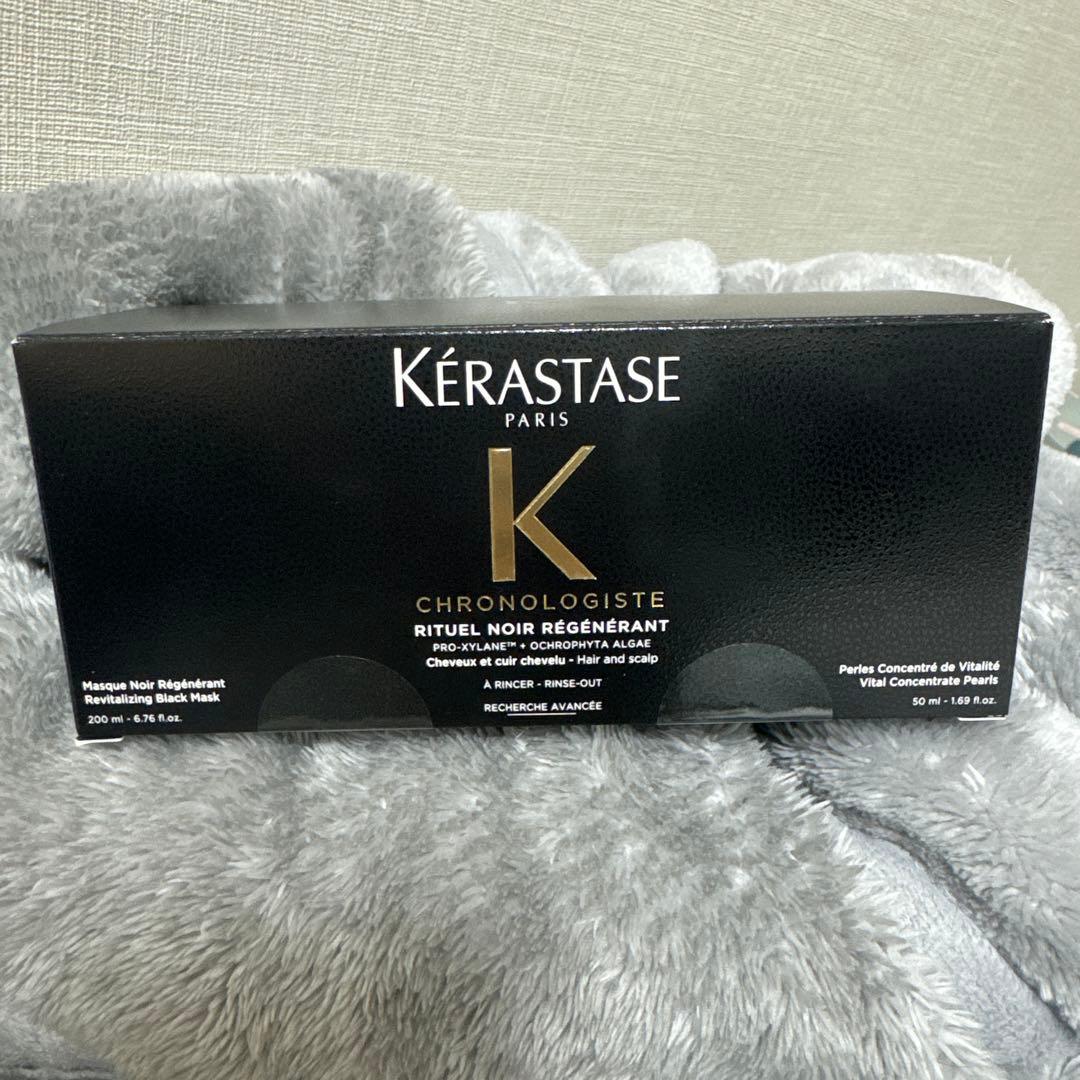 KÉRASTASE
PARIS
K
CHRONOLOGISTE
RITUEL NOIR RÉGÉNÉRANT
PRO-XYLANE™ + OCHROPHYTA ALGAE
Cheveux et cuir chevelu - Hair and scalp
À RINCER - RINSE-OUT
RECHERCHE AVANCÉE
Masque Noir Régénérant
Revitalizing Black Mask
200 ml - 6.76 fl.oz.
Perles Concentré de Vitalité
Vital Concentrate Pearls
50 ml - 1.69 fl.oz.